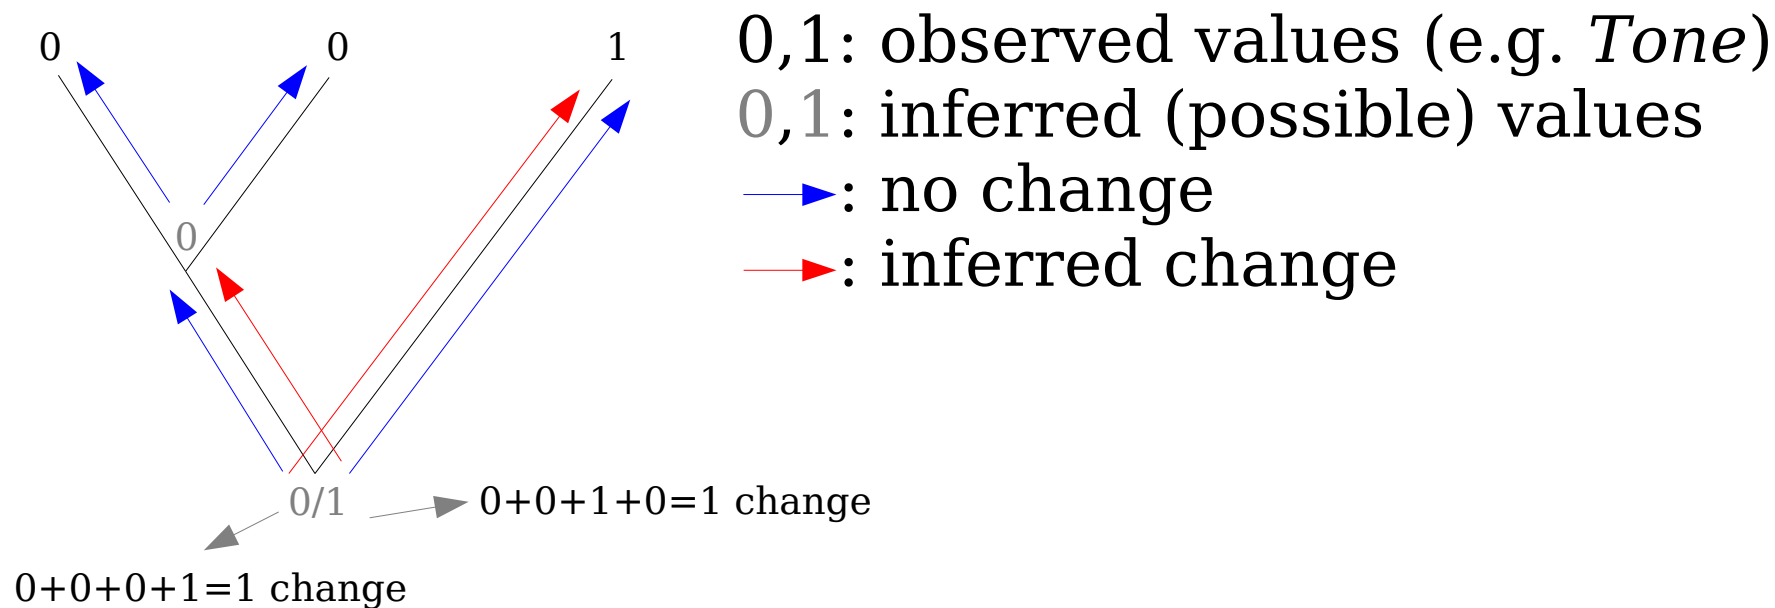 0 0 1
0,1: observed values (e.g. Tone)
0,1: inferred (possible) values
: no change
: inferred change
0
0/1
0+0+1+0=1 change
0+0+0+1=1 change